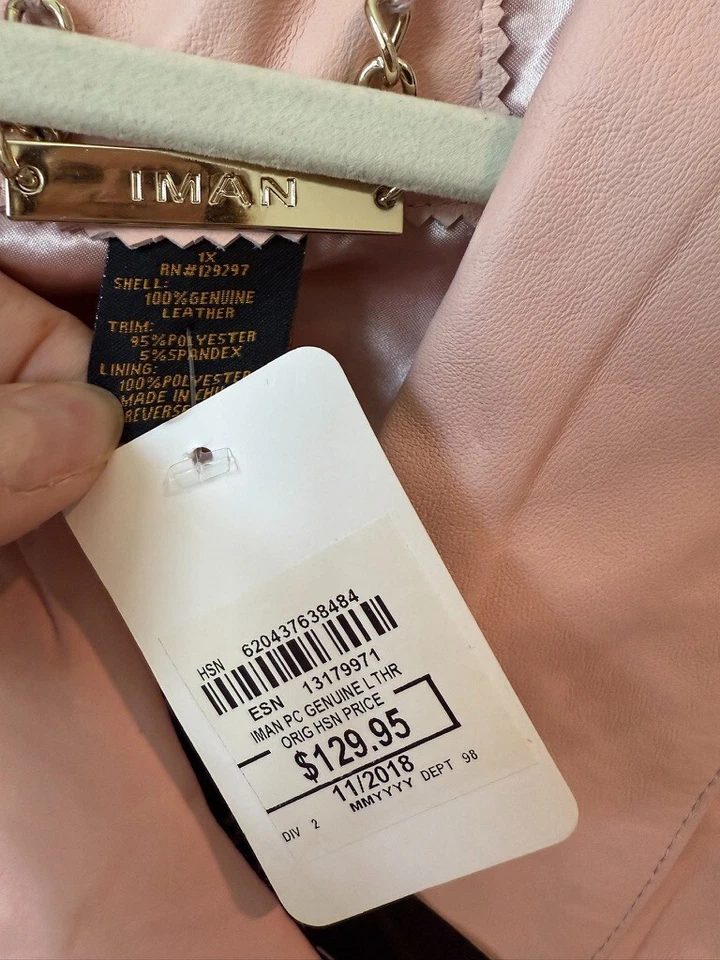 IMAN
1X
RN#129297
SHELL:
100%GENUINE
LEATHER
TRIM:
95%POLYESTER
5%SPANDEX
LINING:
100%POLYESTER
MADE IN
REVERSE
HSN 620437638484
ESN 13179971
IMAN PC GENUINE LTHR
ORIG HSN PRICE
$129.95
11/2018
MMYYYY
DIV 2 DEPT 98